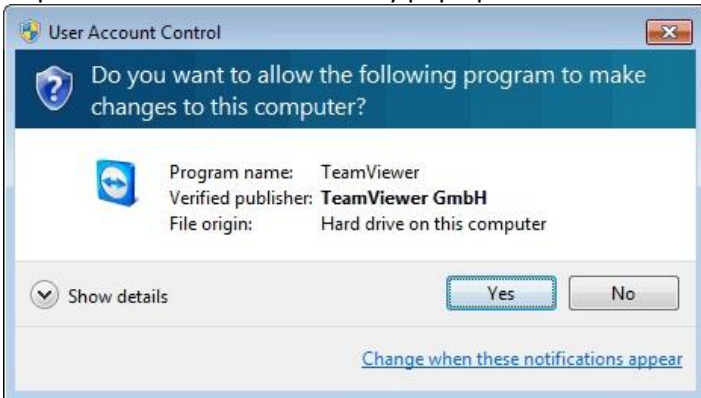 User Account Control
Do you want to allow the following program to make
changes to this computer?
Program name: TeamViewer
Verified publisher: TeamViewer GmbH
File origin: Hard drive on this computer
Show details
Yes No
Change when these notifications appear